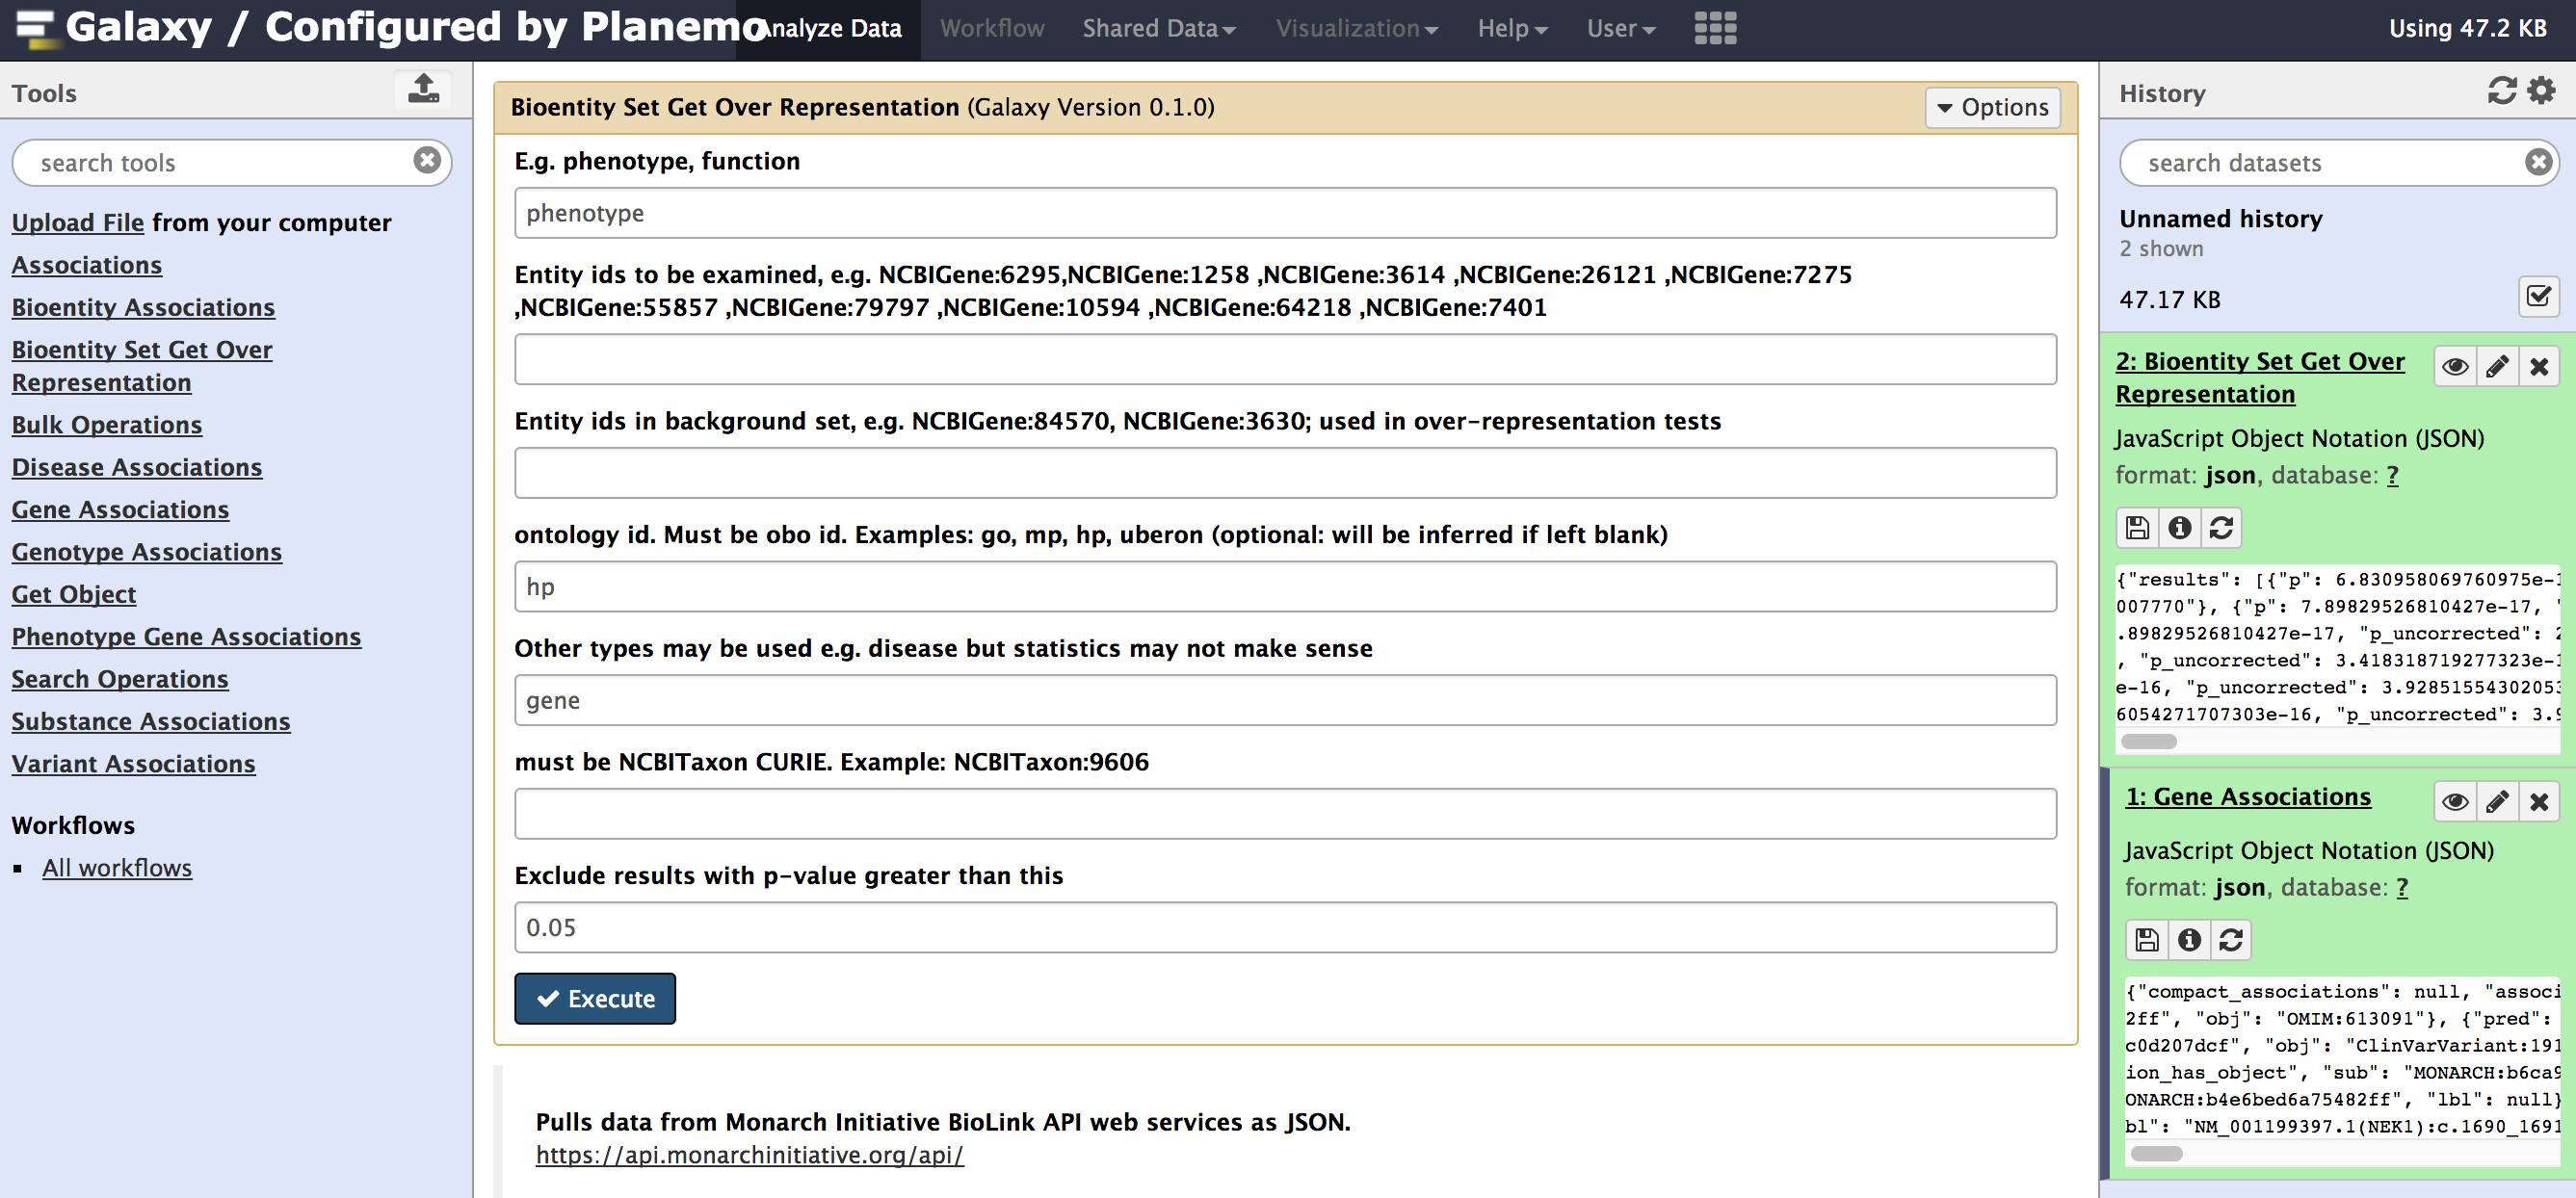 Galaxy / Configured by Planemo
Analyze Data
Workflow
Shared Data
Visualization
Help
User
Using 47.2 KB
Tools
search tools
Upload File from your computer
Associations
Bioentity Associations
Bioentity Set Get Over
Representation
Bulk Operations
Disease Associations
Gene Associations
Genotype Associations
Get Object
Phenotype Gene Associations
Search Operations
Substance Associations
Variant Associations
Workflows
All workflows
Bioentity Set Get Over Representation (Galaxy Version 0.1.0)
Options
E.g. phenotype, function
phenotype
Entity ids to be examined, e.g. NCBIGene:6295,NCBIGene:1258 ,NCBIGene:3614 ,NCBIGene:26121 ,NCBIGene:7275
,NCBIGene:55857 ,NCBIGene:79797 ,NCBIGene:10594 ,NCBIGene:64218 ,NCBIGene:7401
Entity ids in background set, e.g. NCBIGene:84570, NCBIGene:3630; used in over-representation tests
ontology id. Must be obo id. Examples: go, mp, hp, uberon (optional: will be inferred if left blank)
hp
Other types may be used e.g. disease but statistics may not make sense
gene
must be NCBITaxon CURIE. Example: NCBITaxon:9606
Exclude results with p-value greater than this
0.05
Execute
Pulls data from Monarch Initiative BioLink API web services as JSON.
https://api.monarchinitiative.org/api/
History
search datasets
Unnamed history
2 shown
47.17 KB
2: Bioentity Set Get Over
Representation
JavaScript Object Notation (JSON)
format: json, database: ?
{"results": [{"p": 6.830958069760975e-1
007770"}, {"p": 7.89829526810427e-17, "
.89829526810427e-17, "p_uncorrected": 2
, "p_uncorrected": 3.418318719277323e-1
e-16, "p_uncorrected": 3.92851554302053
6054271707303e-16, "p_uncorrected": 3.9
1: Gene Associations
JavaScript Object Notation (JSON)
format: json, database: ?
{"compact_associations": null, "associ
2ff", "obj": "OMIM:613091"}, {"pred":
c0d207dcf", "obj": "ClinVarVariant:191
ion_has_object", "sub": "MONARCH:b6ca9
ONARCH:b4e6bed6a75482ff", "lbl": null}
bl": "NM_001199397.1(NEK1):c.1690_1691